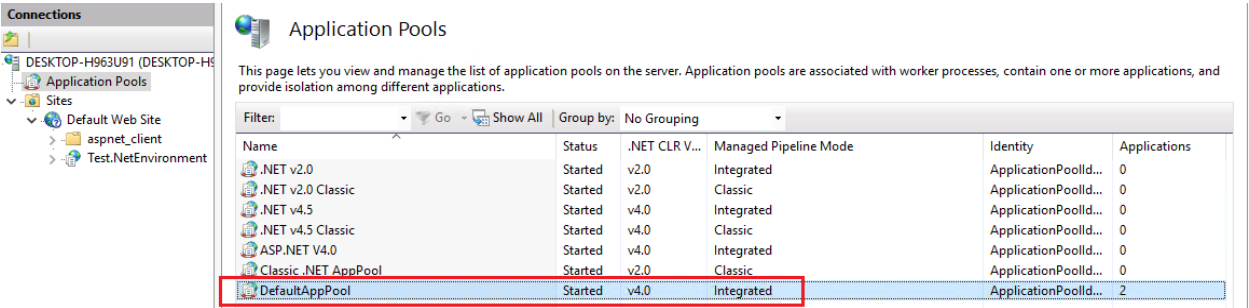 Connections
DESKTOP-H963U91 (DESKTOP-H9
Application Pools
Sites
Default Web Site
aspnet_client
Test.NetEnvironment
Application Pools
This page lets you view and manage the list of application pools on the server. Application pools are associated with worker processes, contain one or more applications, and
provide isolation among different applications.
Filter: Go Show All Group by: No Grouping
Name Status .NET CLR V... Managed Pipeline Mode Identity Applications
.NET v2.0 Started v2.0 Integrated ApplicationPoolId... 0
.NET v2.0 Classic Started v2.0 Classic ApplicationPoolId... 0
.NET v4.5 Started v4.0 Integrated ApplicationPoolId... 0
.NET v4.5 Classic Started v4.0 Classic ApplicationPoolId... 0
ASP.NET V4.0 Started v4.0 Integrated ApplicationPoolId... 0
Classic .NET AppPool Started v2.0 Classic ApplicationPoolId... 0
DefaultAppPool Started v4.0 Integrated ApplicationPoolId... 2